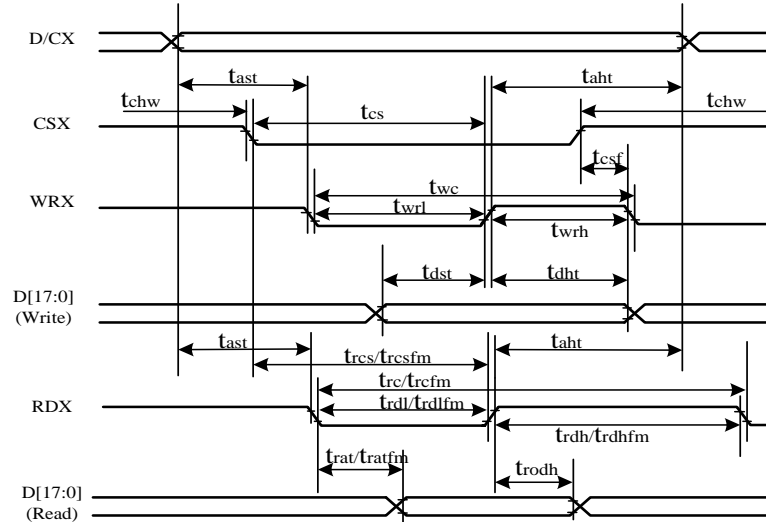 D/CX
tast
taht
tchw
tchw
tcs
CSX
tcsf
twc
WRX
twrl
twrh
tdst
tdht
D[17:0]
(Write)
tast
taht
trcs/trcsfm
trc/trcfm
RDX
trdl/trdlfm
trdh/trdhfm
trat/tratfm
trodh
D[17:0]
(Read)